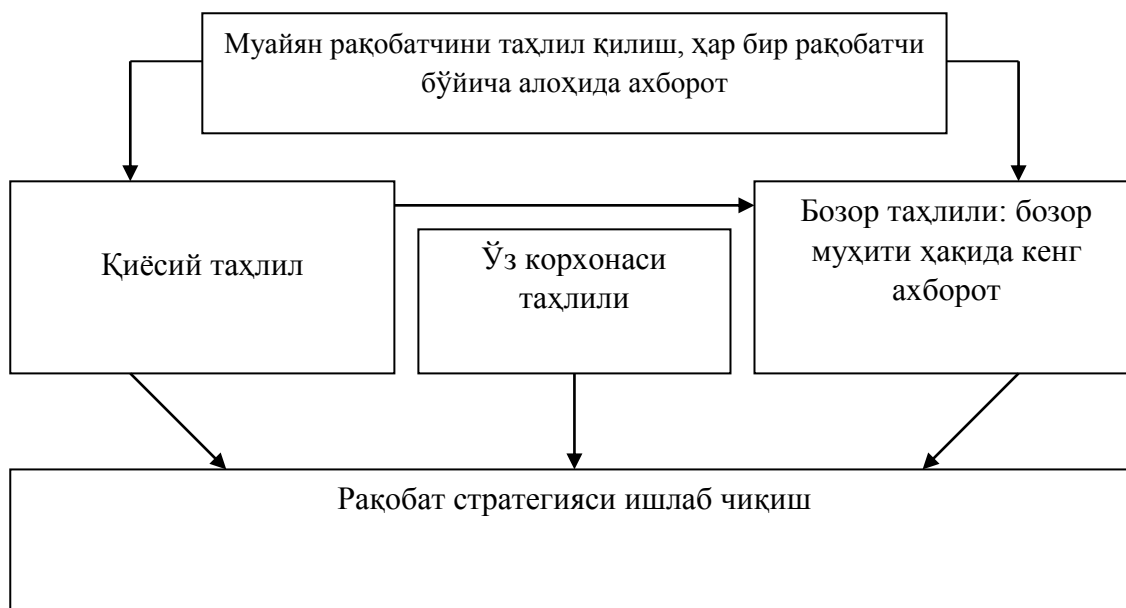 Муайян рақобатчини таҳлил қилиш, ҳар бир рақобатчи
бўйича алоҳида ахборот
Қиёсий таҳлил
Ўз корхонаси
таҳлили
Бозор таҳлили: бозор
муҳити ҳақида кенг
ахборот
Рақобат стратегияси ишлаб чиқиш